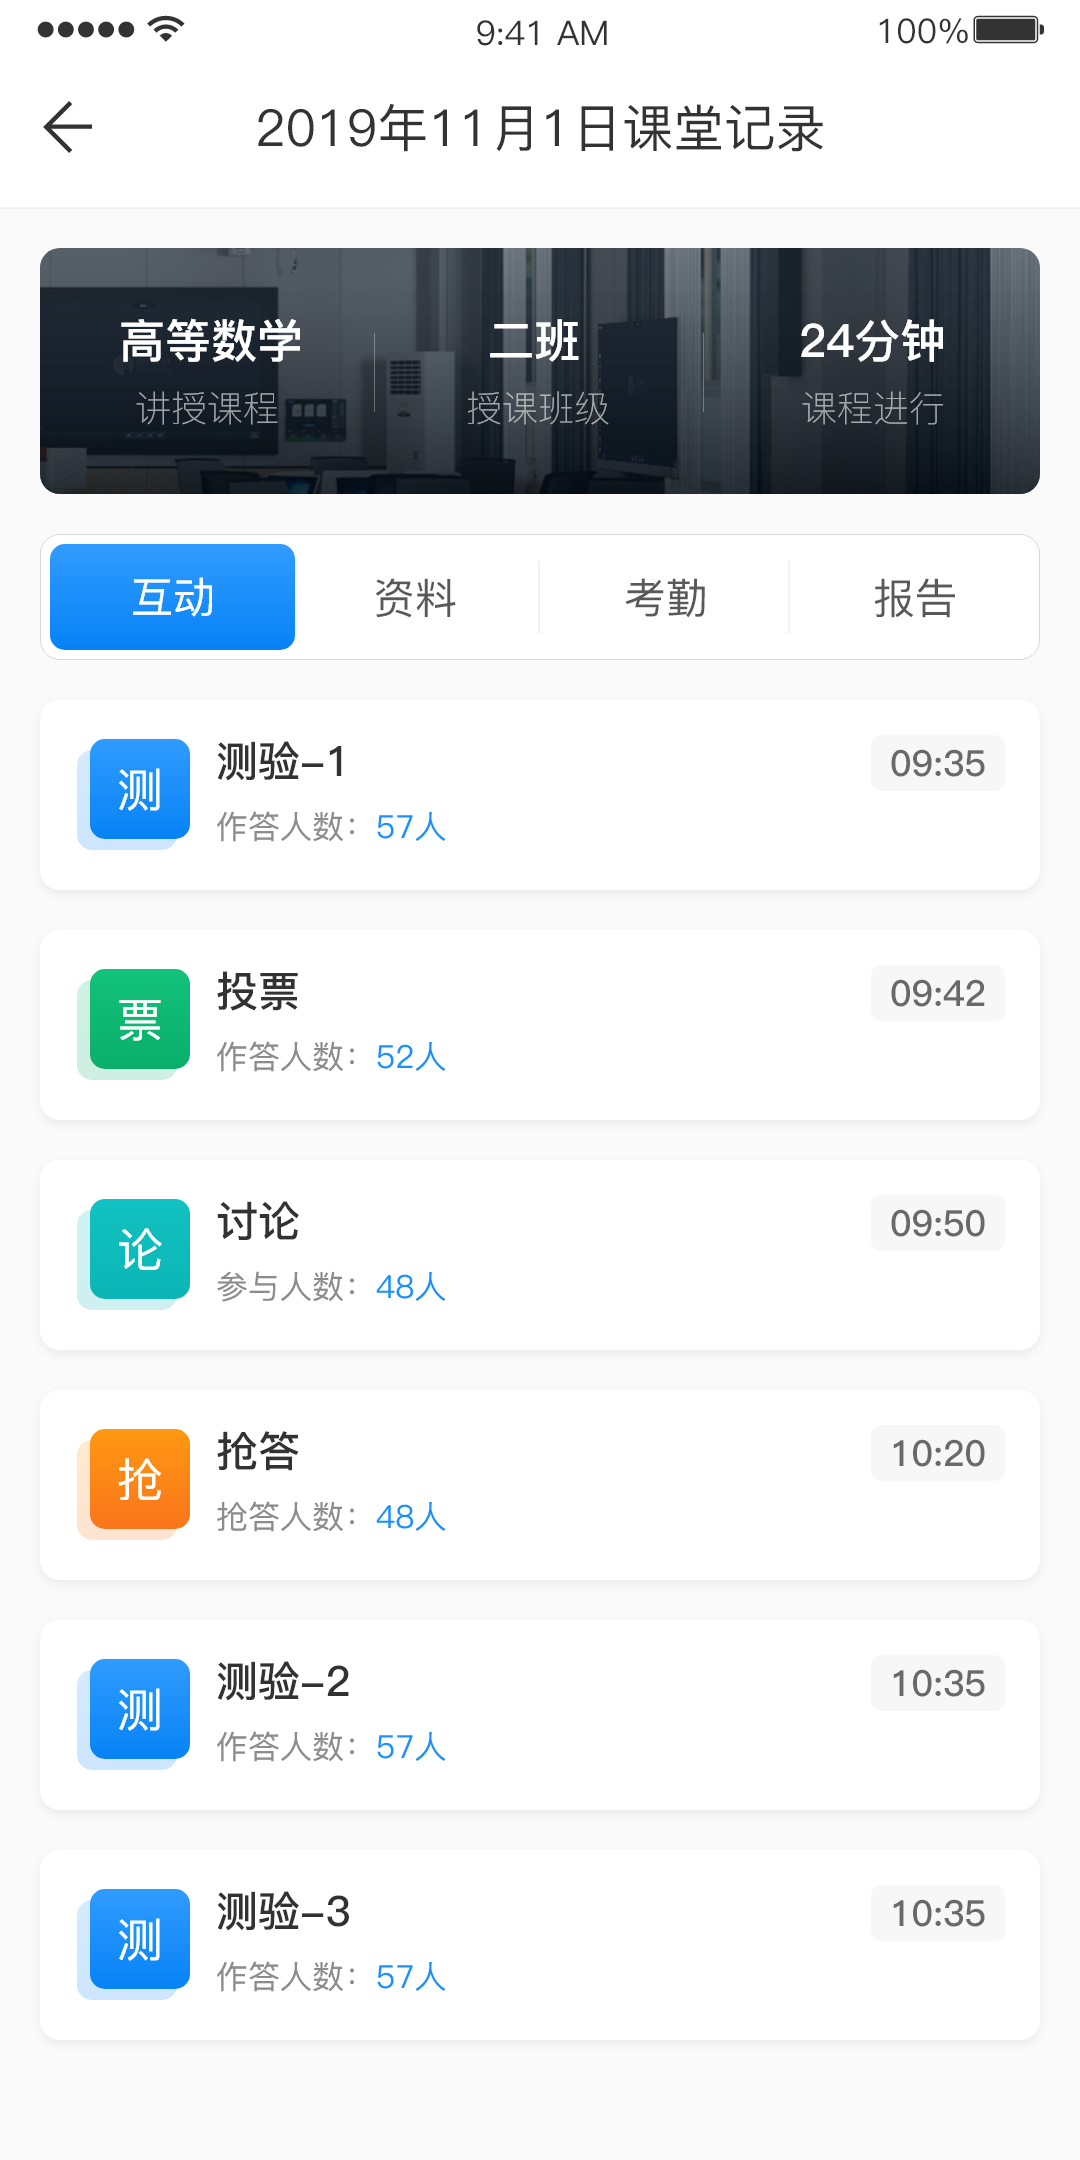 9:41 AM
100%
2019年11月1日课堂记录
高等数学 二班 24分钟
讲授课程 授课班级 课程进行
互动 资料 考勤 报告
测 测验-1 09:35
作答人数：57人
票 投票 09:42
作答人数：52人
论 讨论 09:50
参与人数：48人
抢 抢答 10:20
抢答人数：48人
测 测验-2 10:35
作答人数：57人
测 测验-3 10:35
作答人数：57人